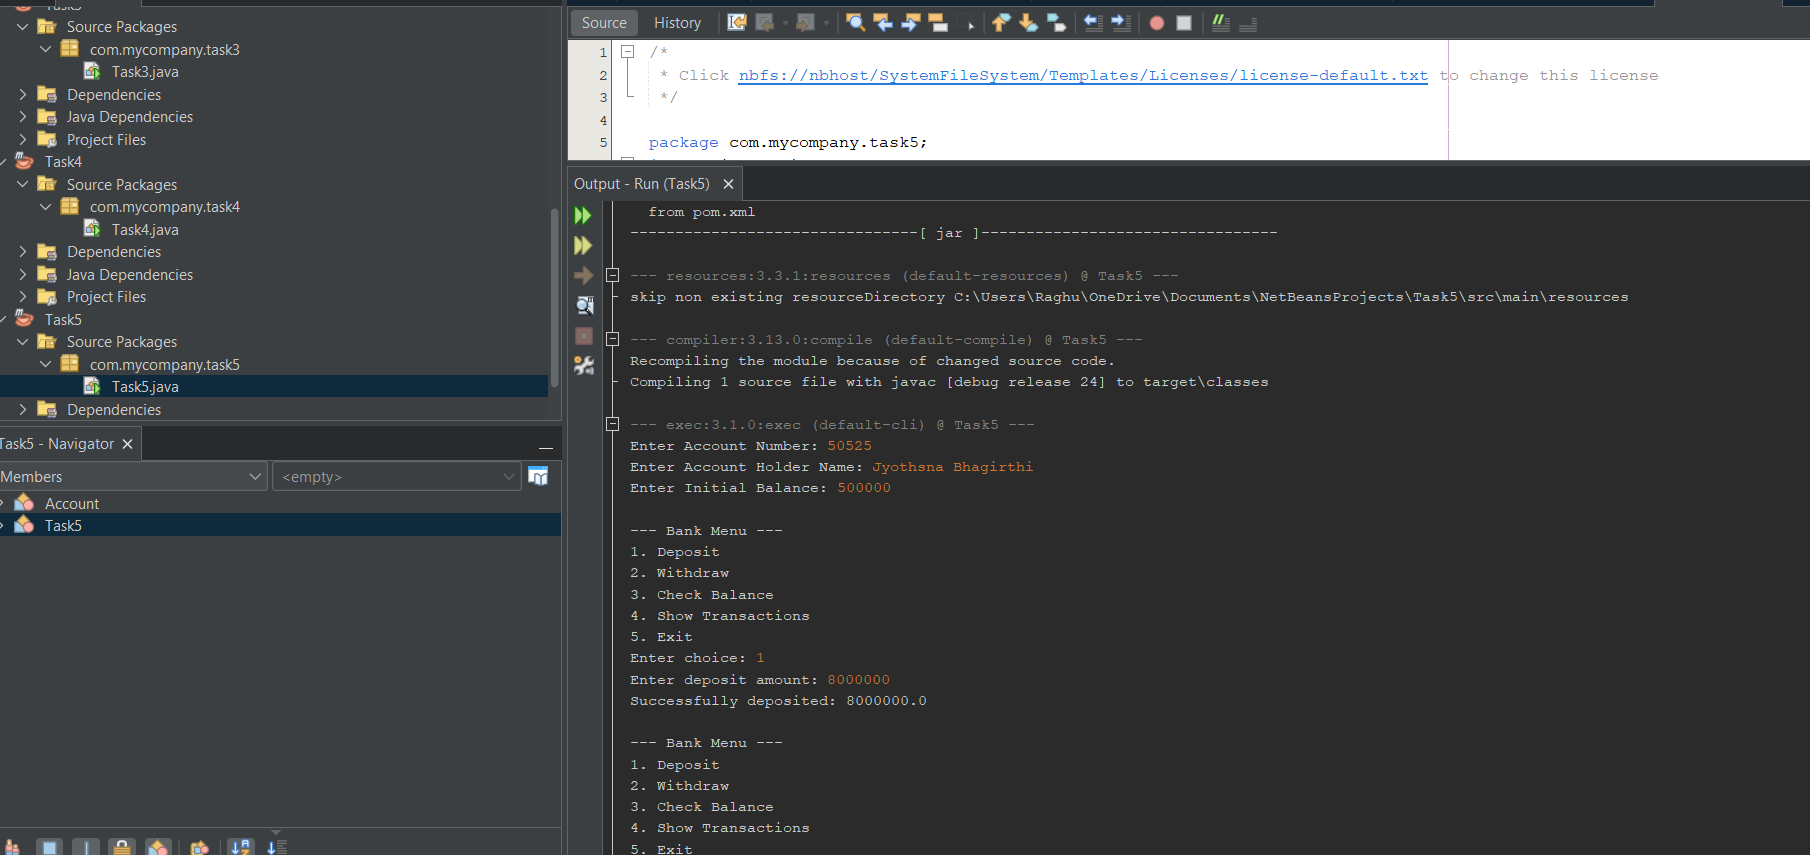 Task3
Source Packages
com.mycompany.task3
Task3.java
Dependencies
Java Dependencies
Project Files
Task4
Source Packages
com.mycompany.task4
Task4.java
Dependencies
Java Dependencies
Project Files
Task5
Source Packages
com.mycompany.task5
Task5.java
Dependencies
Task5 - Navigator
Members
<empty>
Account
Task5
Source History
1 /*
2 * Click nbfs://nbhost/SystemFileSystem/Templates/Licenses/license-default.txt to change this license
3 */
4
5 package com.mycompany.task5;
Output - Run (Task5)
from pom.xml
--------------------------------[ jar ]---------------------------------
--- resources:3.3.1:resources (default-resources) @ Task5 ---
skip non existing resourceDirectory C:\Users\Raghu\OneDrive\Documents\NetBeansProjects\Task5\src\main\resources
--- compiler:3.13.0:compile (default-compile) @ Task5 ---
Recompiling the module because of changed source code.
Compiling 1 source file with javac [debug release 24] to target\classes
--- exec:3.1.0:exec (default-cli) @ Task5 ---
Enter Account Number: 50525
Enter Account Holder Name: Jyothsna Bhagirthi
Enter Initial Balance: 500000
--- Bank Menu ---
1. Deposit
2. Withdraw
3. Check Balance
4. Show Transactions
5. Exit
Enter choice: 1
Enter deposit amount: 8000000
Successfully deposited: 8000000.0
--- Bank Menu ---
1. Deposit
2. Withdraw
3. Check Balance
4. Show Transactions
5. Exit